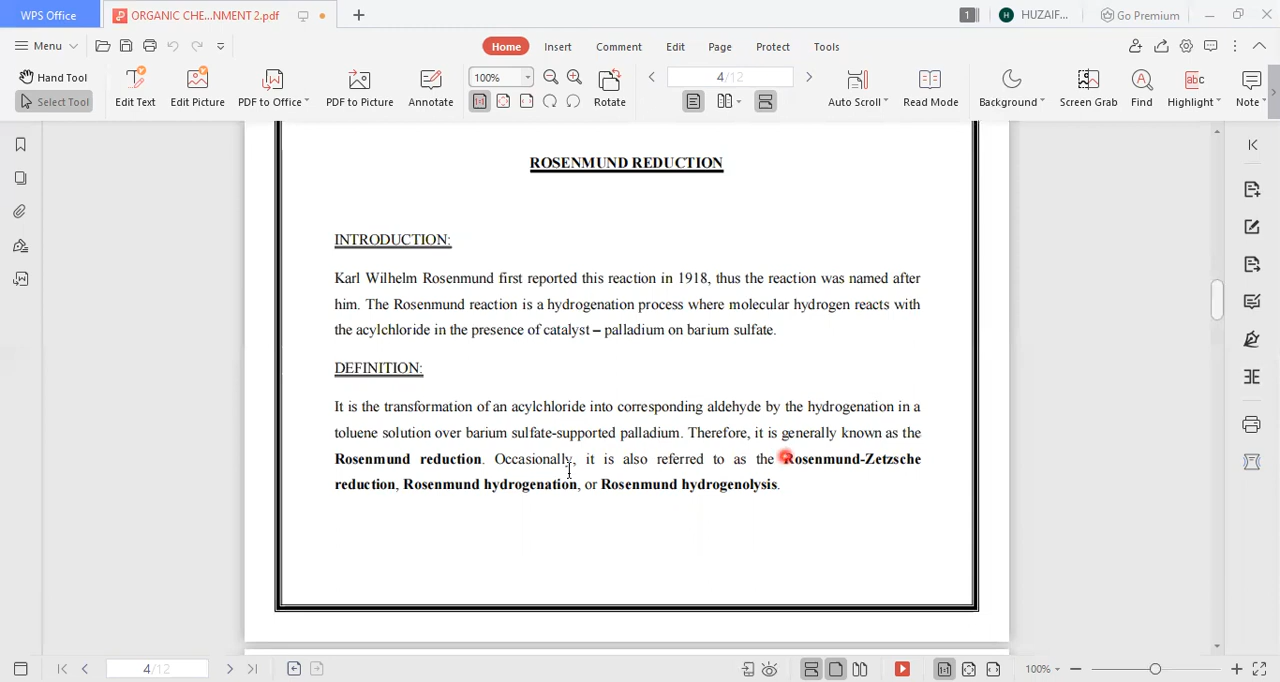 WPS Office
ORGANIC CHE...NMENT 2.pdf
1
H
HUZAIF...
Go Premium
Menu
Home
Insert
Comment
Edit
Page
Protect
Tools
Hand Tool
Select Tool
Edit Text
Edit Picture
PDF to Office
PDF to Picture
Annotate
100%
Rotate
4/12
Auto Scroll
Read Mode
Background
Screen Grab
Find
abc
Highlight
Note
ROSENMUND REDUCTION
INTRODUCTION:
Karl Wilhelm Rosenmund first reported this reaction in 1918, thus the reaction was named after
him. The Rosenmund reaction is a hydrogenation process where molecular hydrogen reacts with
the acylchloride in the presence of catalyst – palladium on barium sulfate.
DEFINITION:
It is the transformation of an acylchloride into corresponding aldehyde by the hydrogenation in a
toluene solution over barium sulfate-supported palladium. Therefore, it is generally known as the
Rosenmund reduction. Occasionally, it is also referred to as the Rosenmund-Zetzsche
reduction, Rosenmund hydrogenation, or Rosenmund hydrogenolysis.
4/12
100%